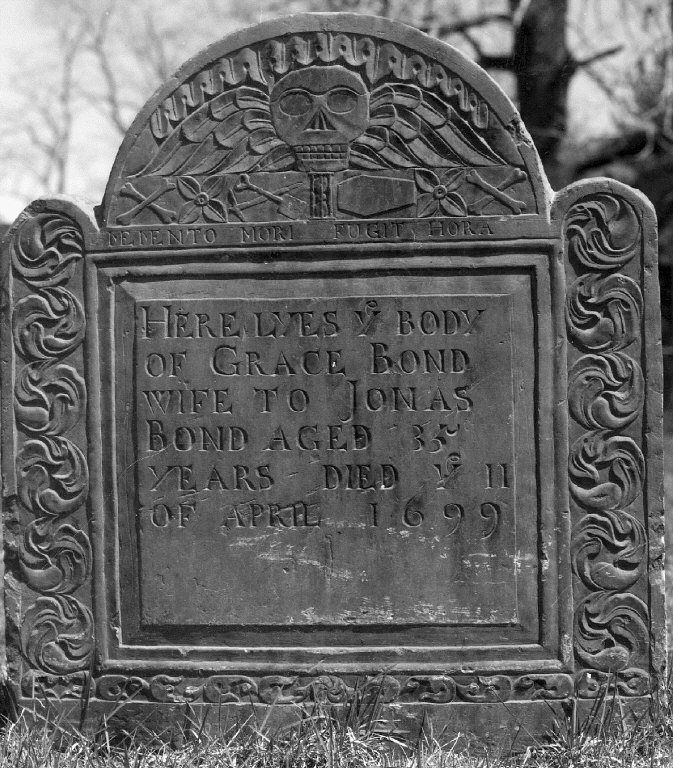 MEMENTO MORI FUGIT HORA
HERE LYES yᵉ BODY
OF GRACE BOND
WIFE TO JONAS
BOND AGED 35
YEARS DIED yᵉ 11
OF APRIL 1699